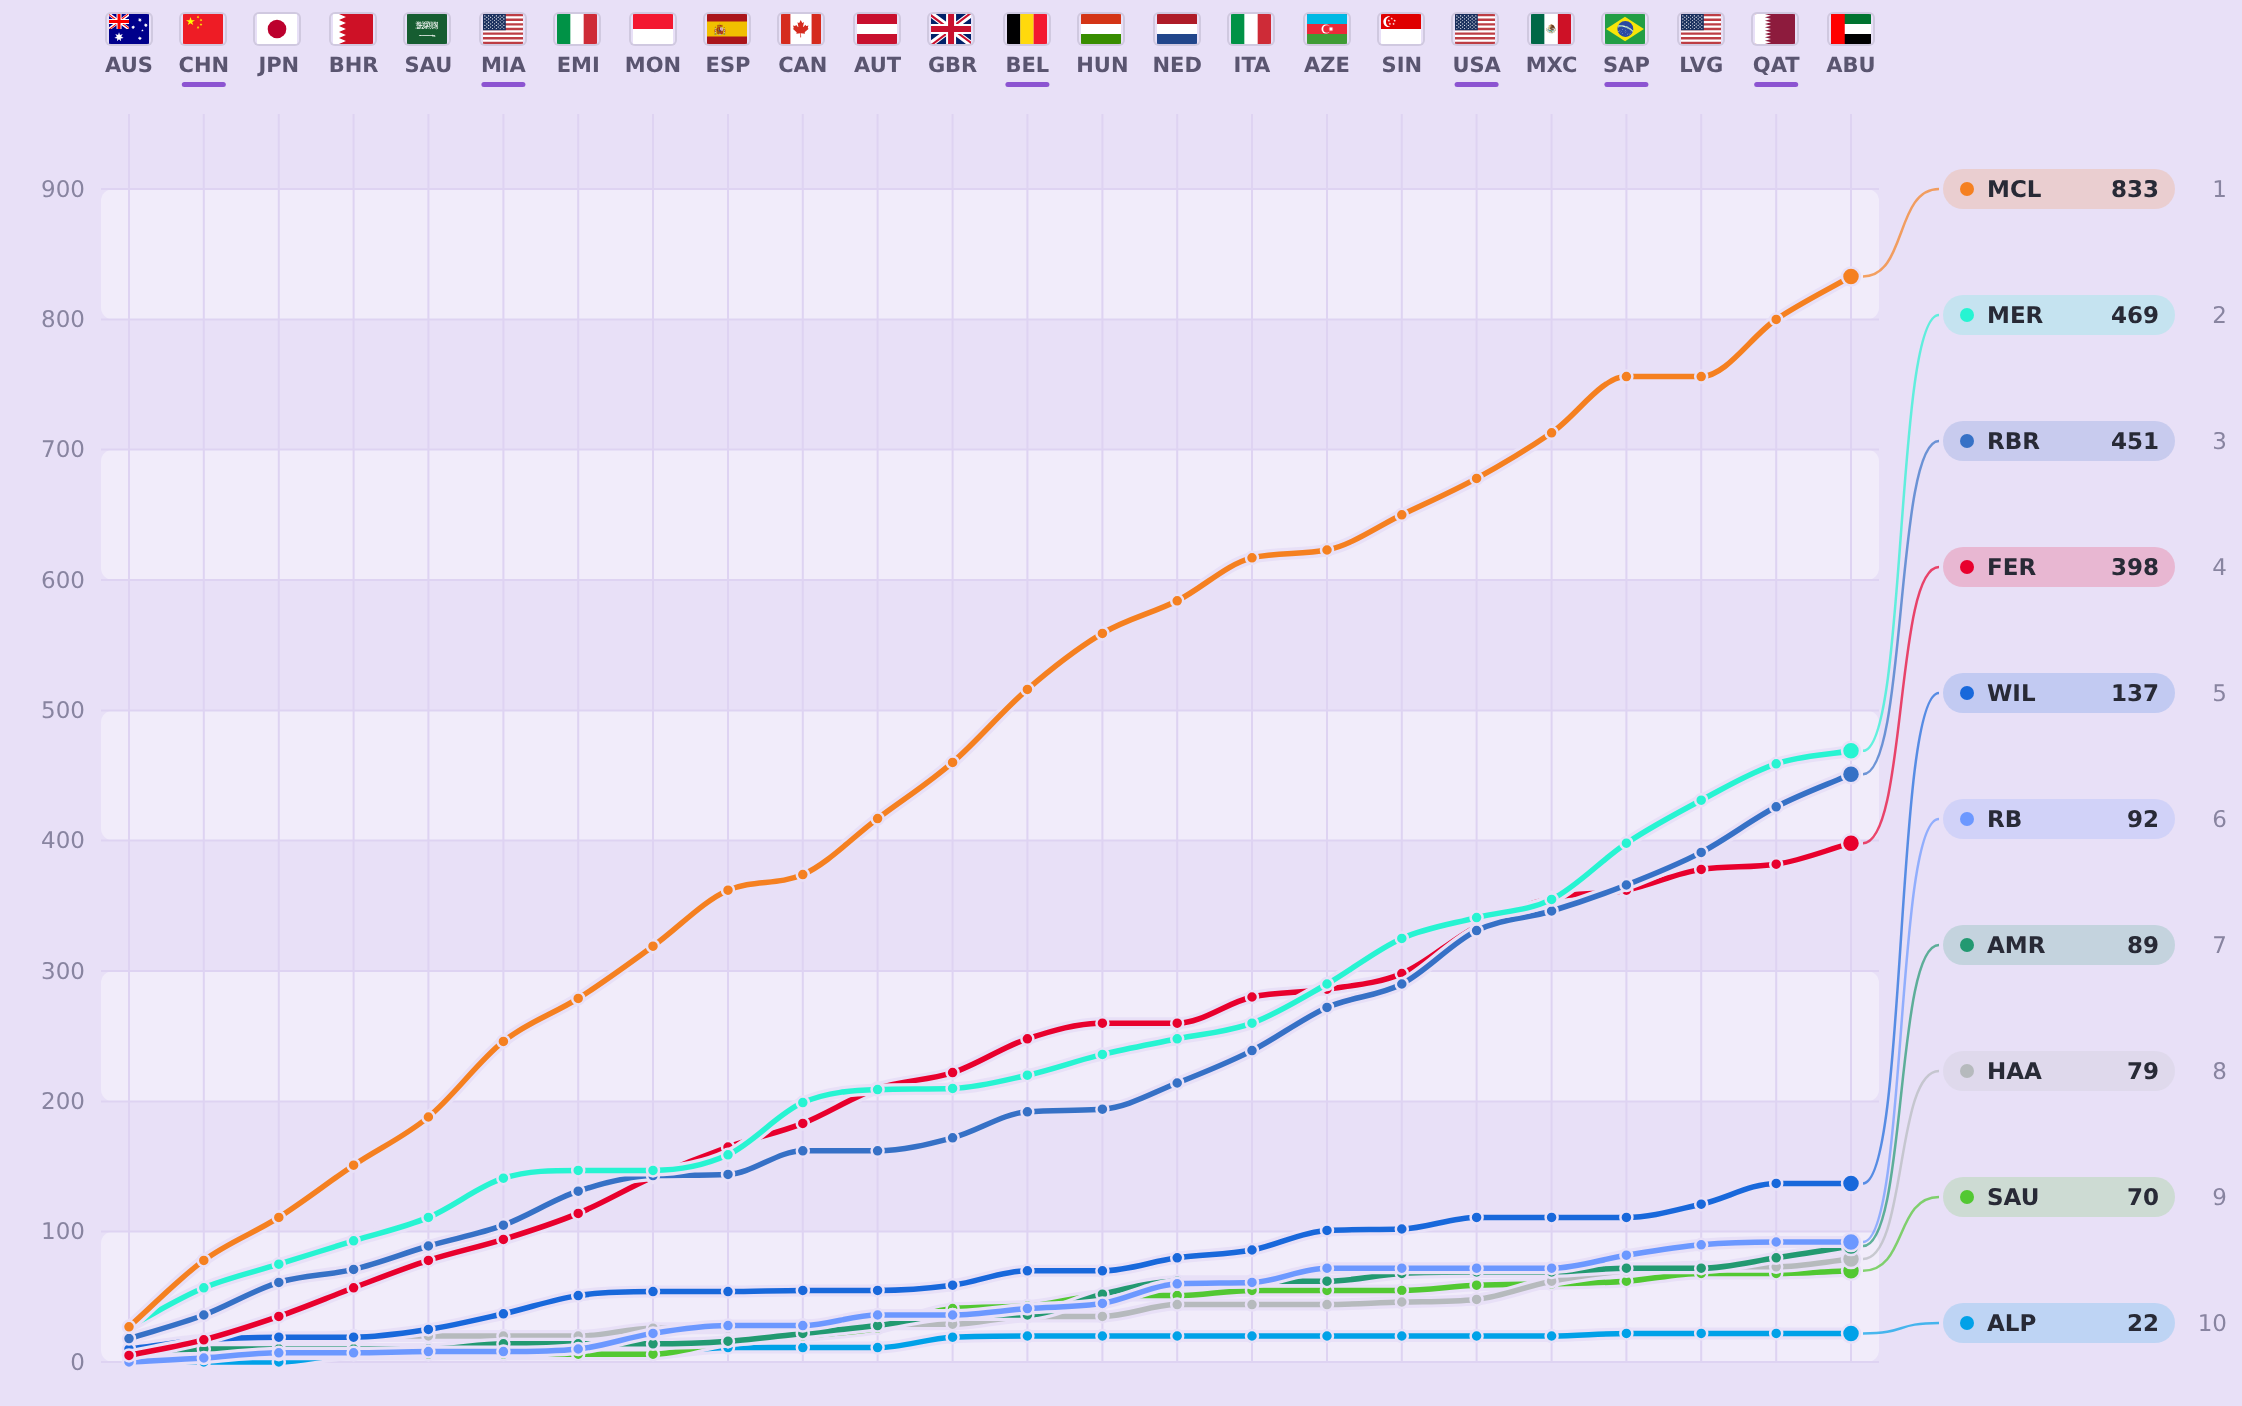 AUS CHN JPN BHR SAU MIA EMI MON ESP CAN AUT GBR BEL HUN NED ITA AZE SIN USA MXC SAP LVG QAT ABU
900
800
700
600
500
400
300
200
100
0
MCL 833 1
MER 469 2
RBR 451 3
FER 398 4
WIL 137 5
RB 92 6
AMR 89 7
HAA 79 8
SAU 70 9
ALP 22 10